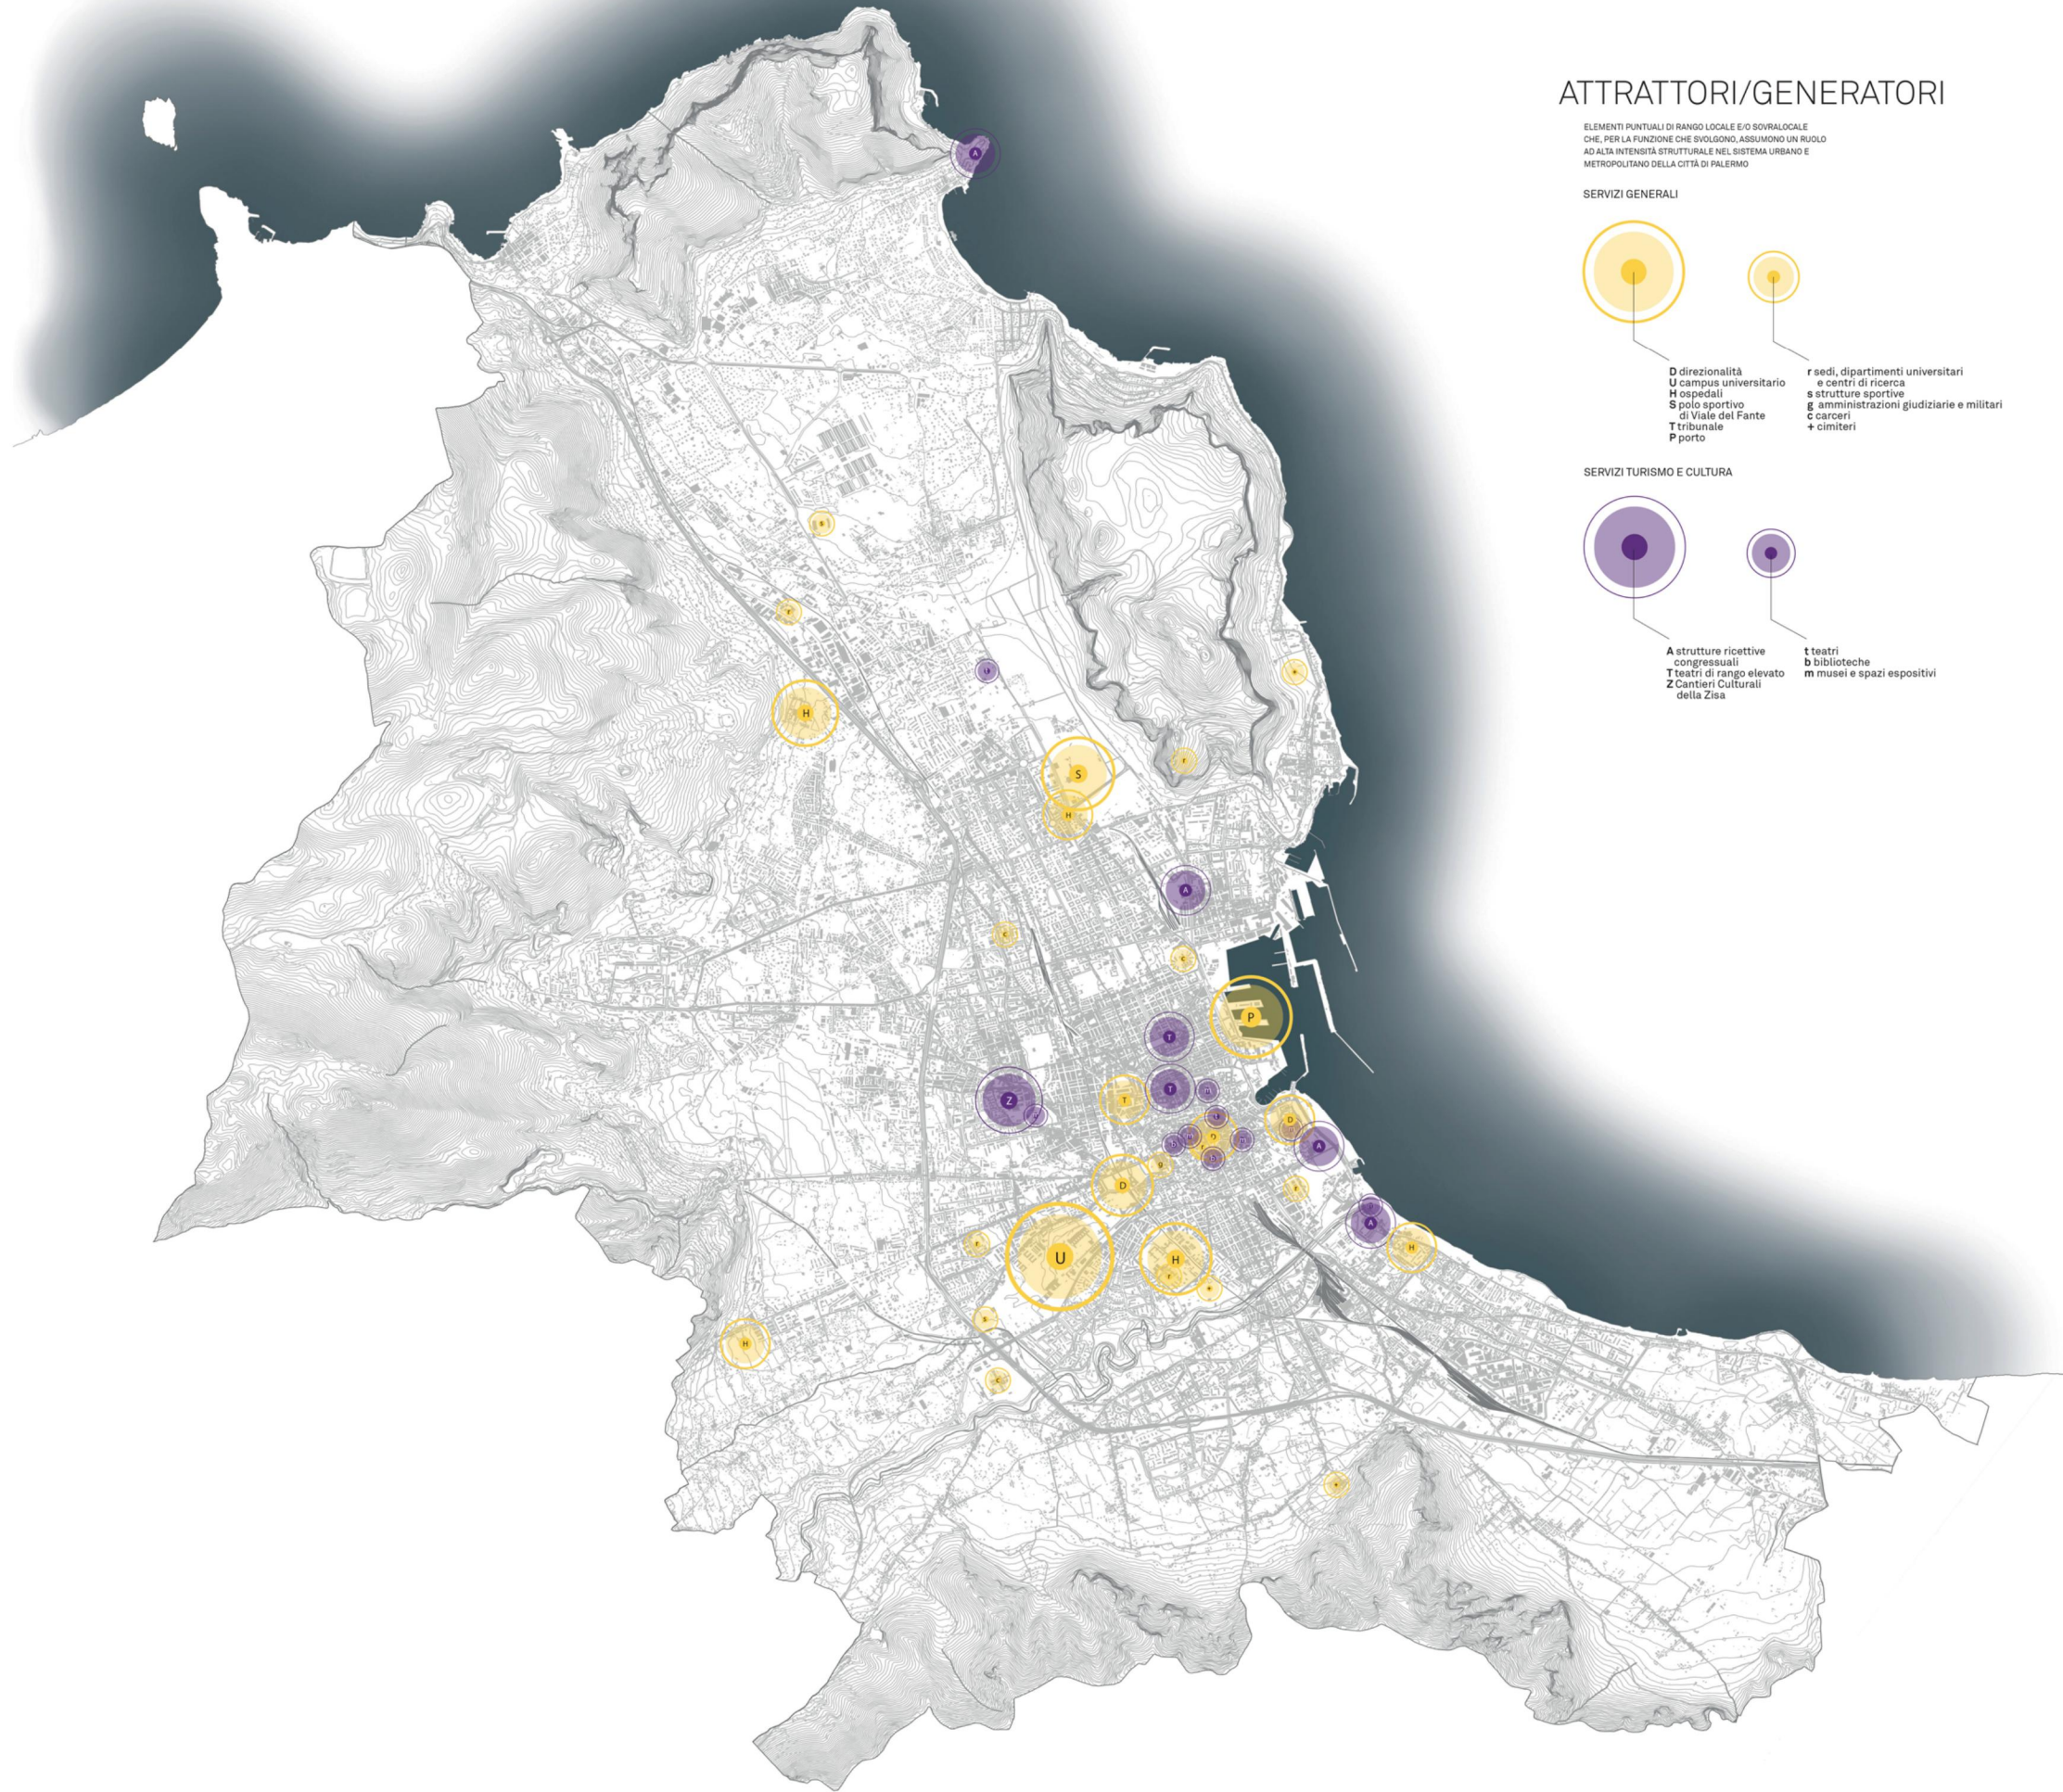 ATTRATTORI/GENERATORI
ELEMENTI PUNTUALI DI RANGO LOCALE E/O SOVRALOCALE
CHE, PER LA FUNZIONE CHE SVOLGONO, ASSUMONO UN RUOLO
AD ALTA INTENSITÀ STRUTTURALE NEL SISTEMA URBANO E
METROPOLITANO DELLA CITTÀ DI PALERMO
SERVIZI GENERALI
D direzionalità
U campus universitario
H ospedali
S polo sportivo
di Viale del Fante
T tribunale
P porto
r sedi, dipartimenti universitari
e centri di ricerca
s strutture sportive
g amministrazioni giudiziarie e militari
c carceri
+ cimiteri
SERVIZI TURISMO E CULTURA
A strutture ricettive
congressuali
T teatri di rango elevato
Z Cantieri Culturali
della Zisa
t teatri
b biblioteche
m musei e spazi espositivi
A
H
S
H
A
P
T
Z
T
T
D
A
D
U
H
A
H
H